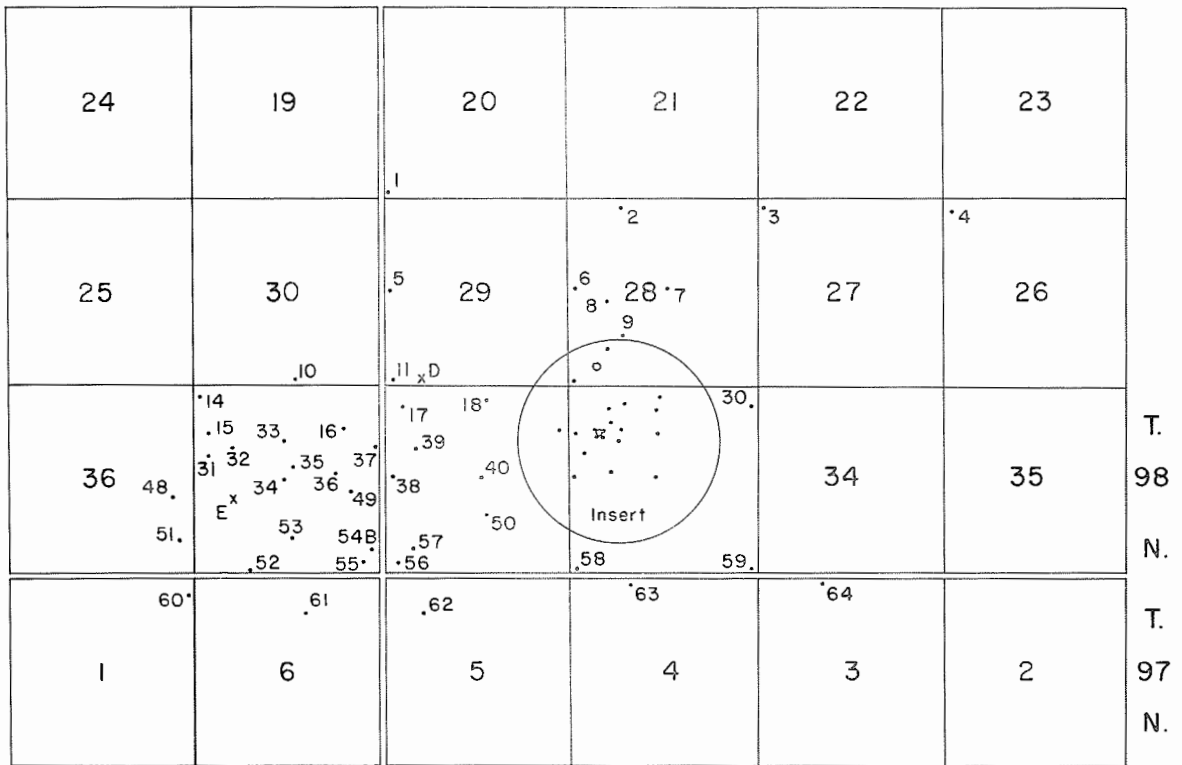 24 19 20 21 22 23
1
2 3 4
25 30 5 29 6 28 7 27 26
8
9
10 11 xD
14 17 18 30 T.
15 33 16 39
31 32 35 37
36 34 36 38 40 34 35 98
48 E x 49 50 Insert
51 53 54B 57 N.
52 55 56 58 59
60 61 62 63 64 T.
1 6 5 4 3 2 97
N.